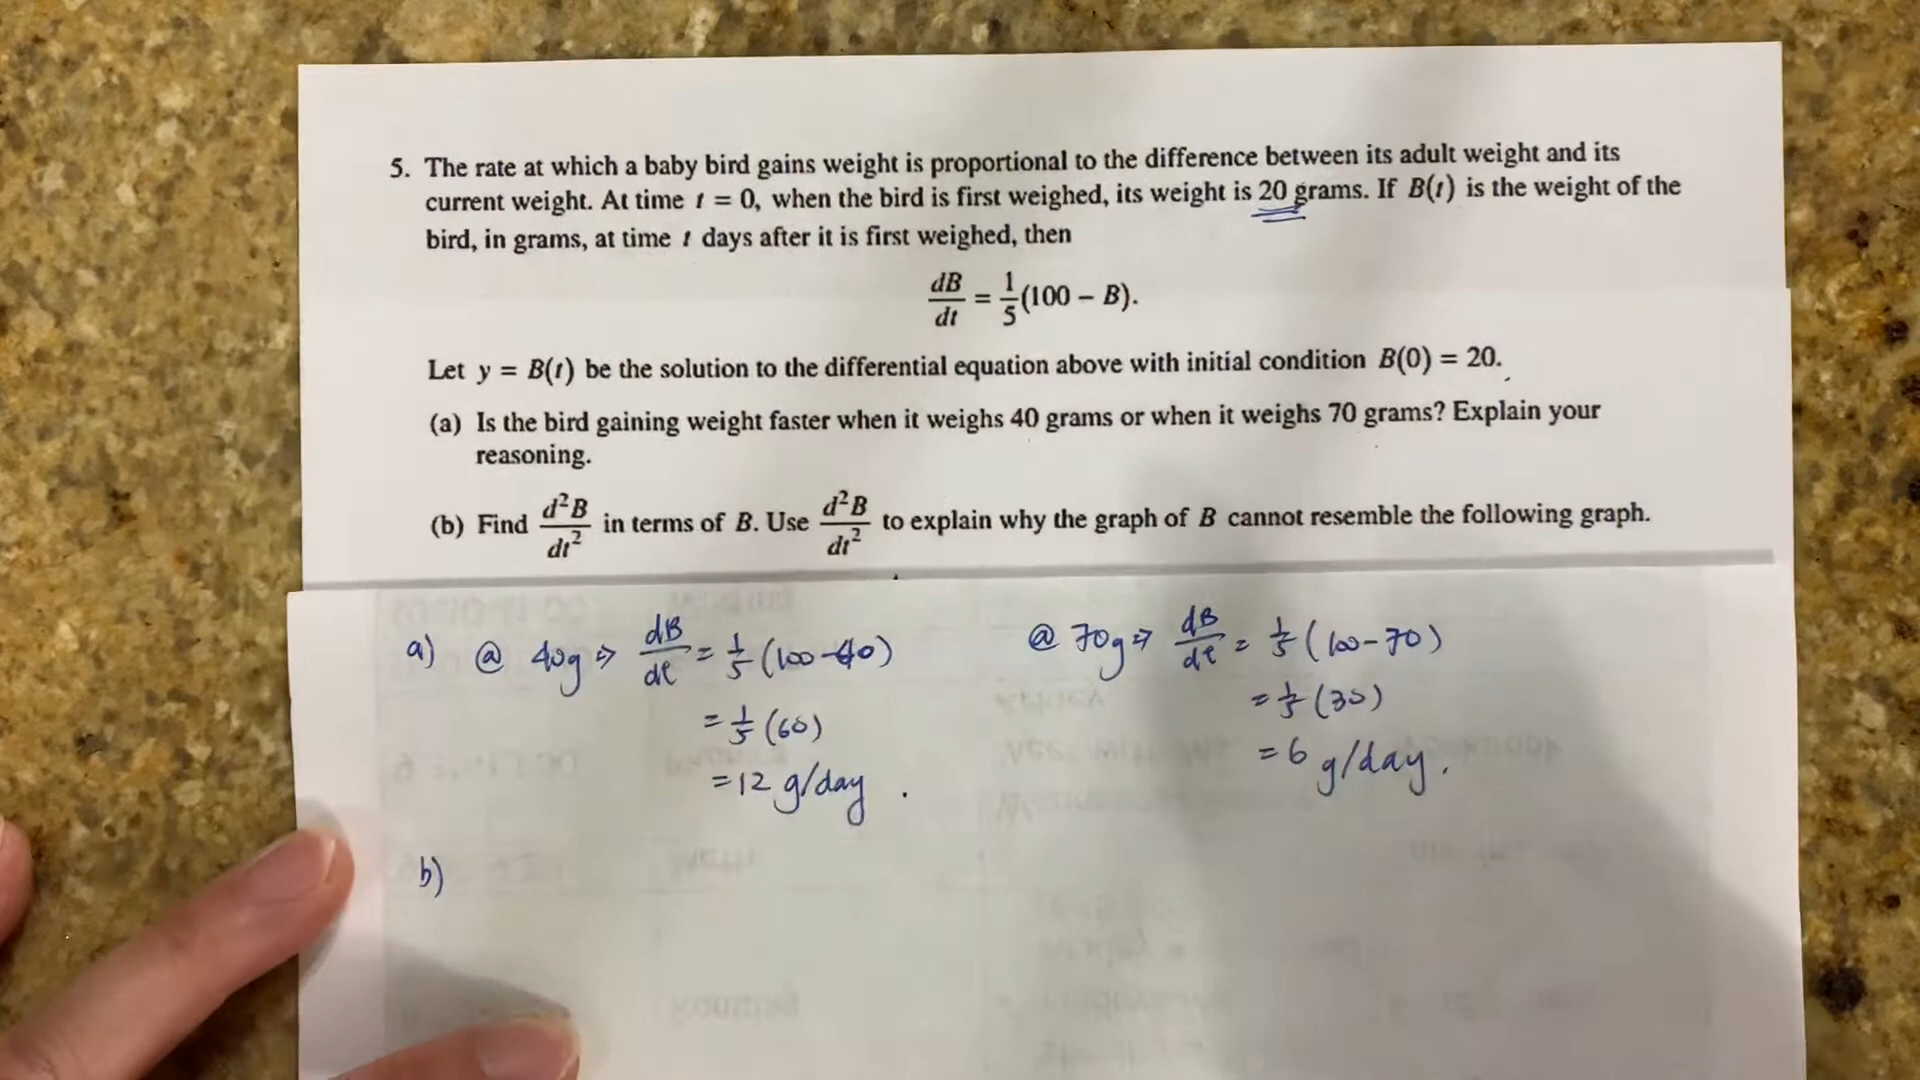 5. The rate at which a baby bird gains weight is proportional to the difference between its adult weight and its
current weight. At time t = 0, when the bird is first weighed, its weight is 20 grams. If B(t) is the weight of the
bird, in grams, at time t days after it is first weighed, then
dB/dt = 1/5(100 – B).
Let y = B(t) be the solution to the differential equation above with initial condition B(0) = 20.
(a) Is the bird gaining weight faster when it weighs 40 grams or when it weighs 70 grams? Explain your
reasoning.
(b) Find d²B/dt² in terms of B. Use d²B/dt² to explain why the graph of B cannot resemble the following graph.
a) @ 40g ⇒ dB/dt = 1/5 (100-40)
= 1/5 (60)
= 12 g/day .
@ 70g ⇒ dB/dt = 1/5 (100-70)
= 1/5 (30)
= 6 g/day.
b)